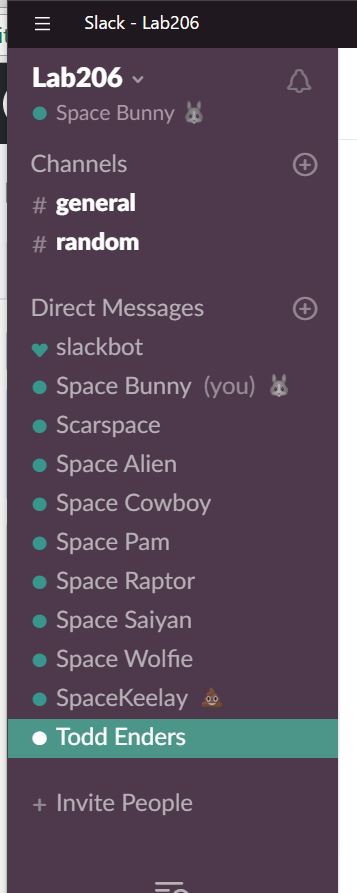 Slack - Lab206
Lab206
Space Bunny
Channels
# general
# random
Direct Messages
slackbot
Space Bunny (you)
Scarspace
Space Alien
Space Cowboy
Space Pam
Space Raptor
Space Saiyan
Space Wolfie
SpaceKeelay
Todd Enders
+ Invite People